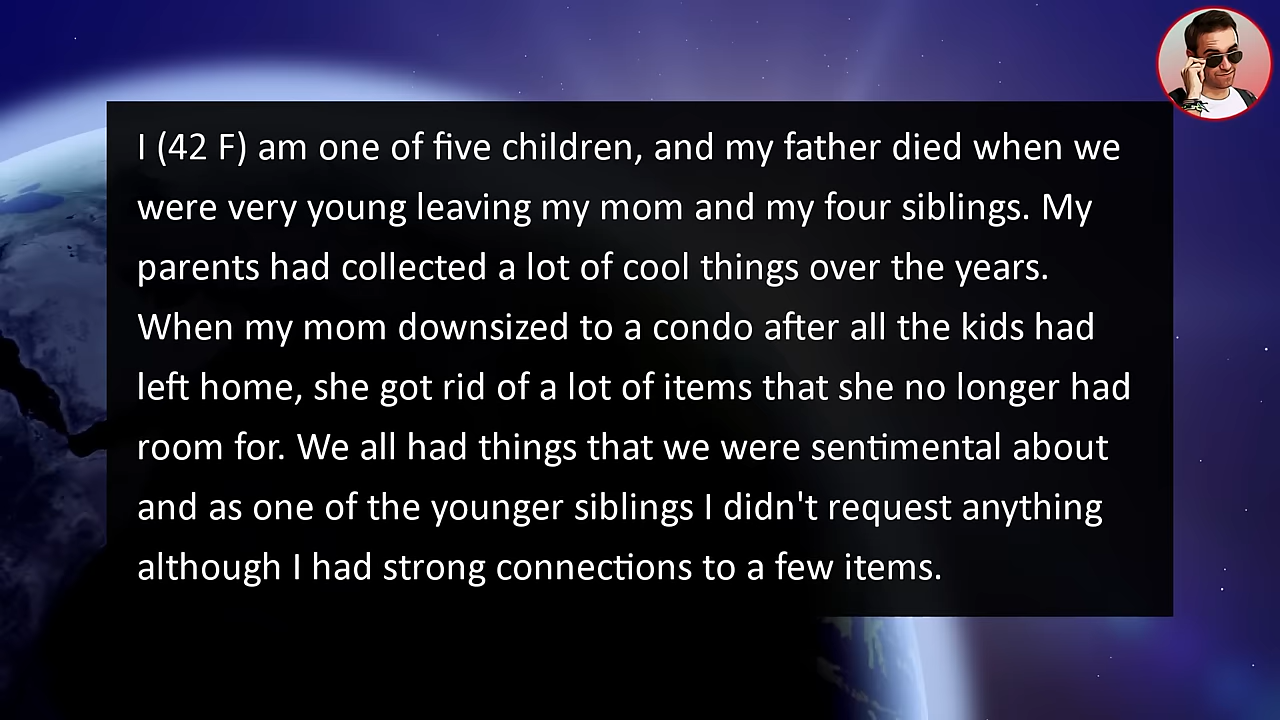 I (42 F) am one of five children, and my father died when we
were very young leaving my mom and my four siblings. My
parents had collected a lot of cool things over the years.
When my mom downsized to a condo after all the kids had
left home, she got rid of a lot of items that she no longer had
room for. We all had things that we were sentimental about
and as one of the younger siblings I didn't request anything
although I had strong connections to a few items.